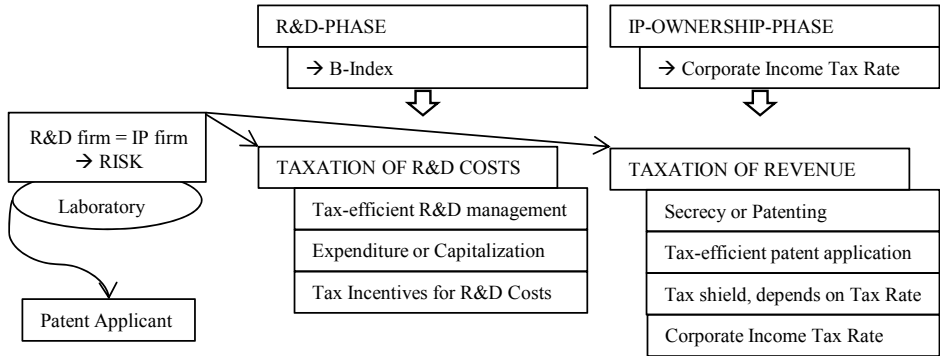 R&D-PHASE
→ B-Index
IP-OWNERSHIP-PHASE
→ Corporate Income Tax Rate
R&D firm = IP firm
→ RISK
Laboratory
Patent Applicant
TAXATION OF R&D COSTS
Tax-efficient R&D management
Expenditure or Capitalization
Tax Incentives for R&D Costs
TAXATION OF REVENUE
Secrecy or Patenting
Tax-efficient patent application
Tax shield, depends on Tax Rate
Corporate Income Tax Rate